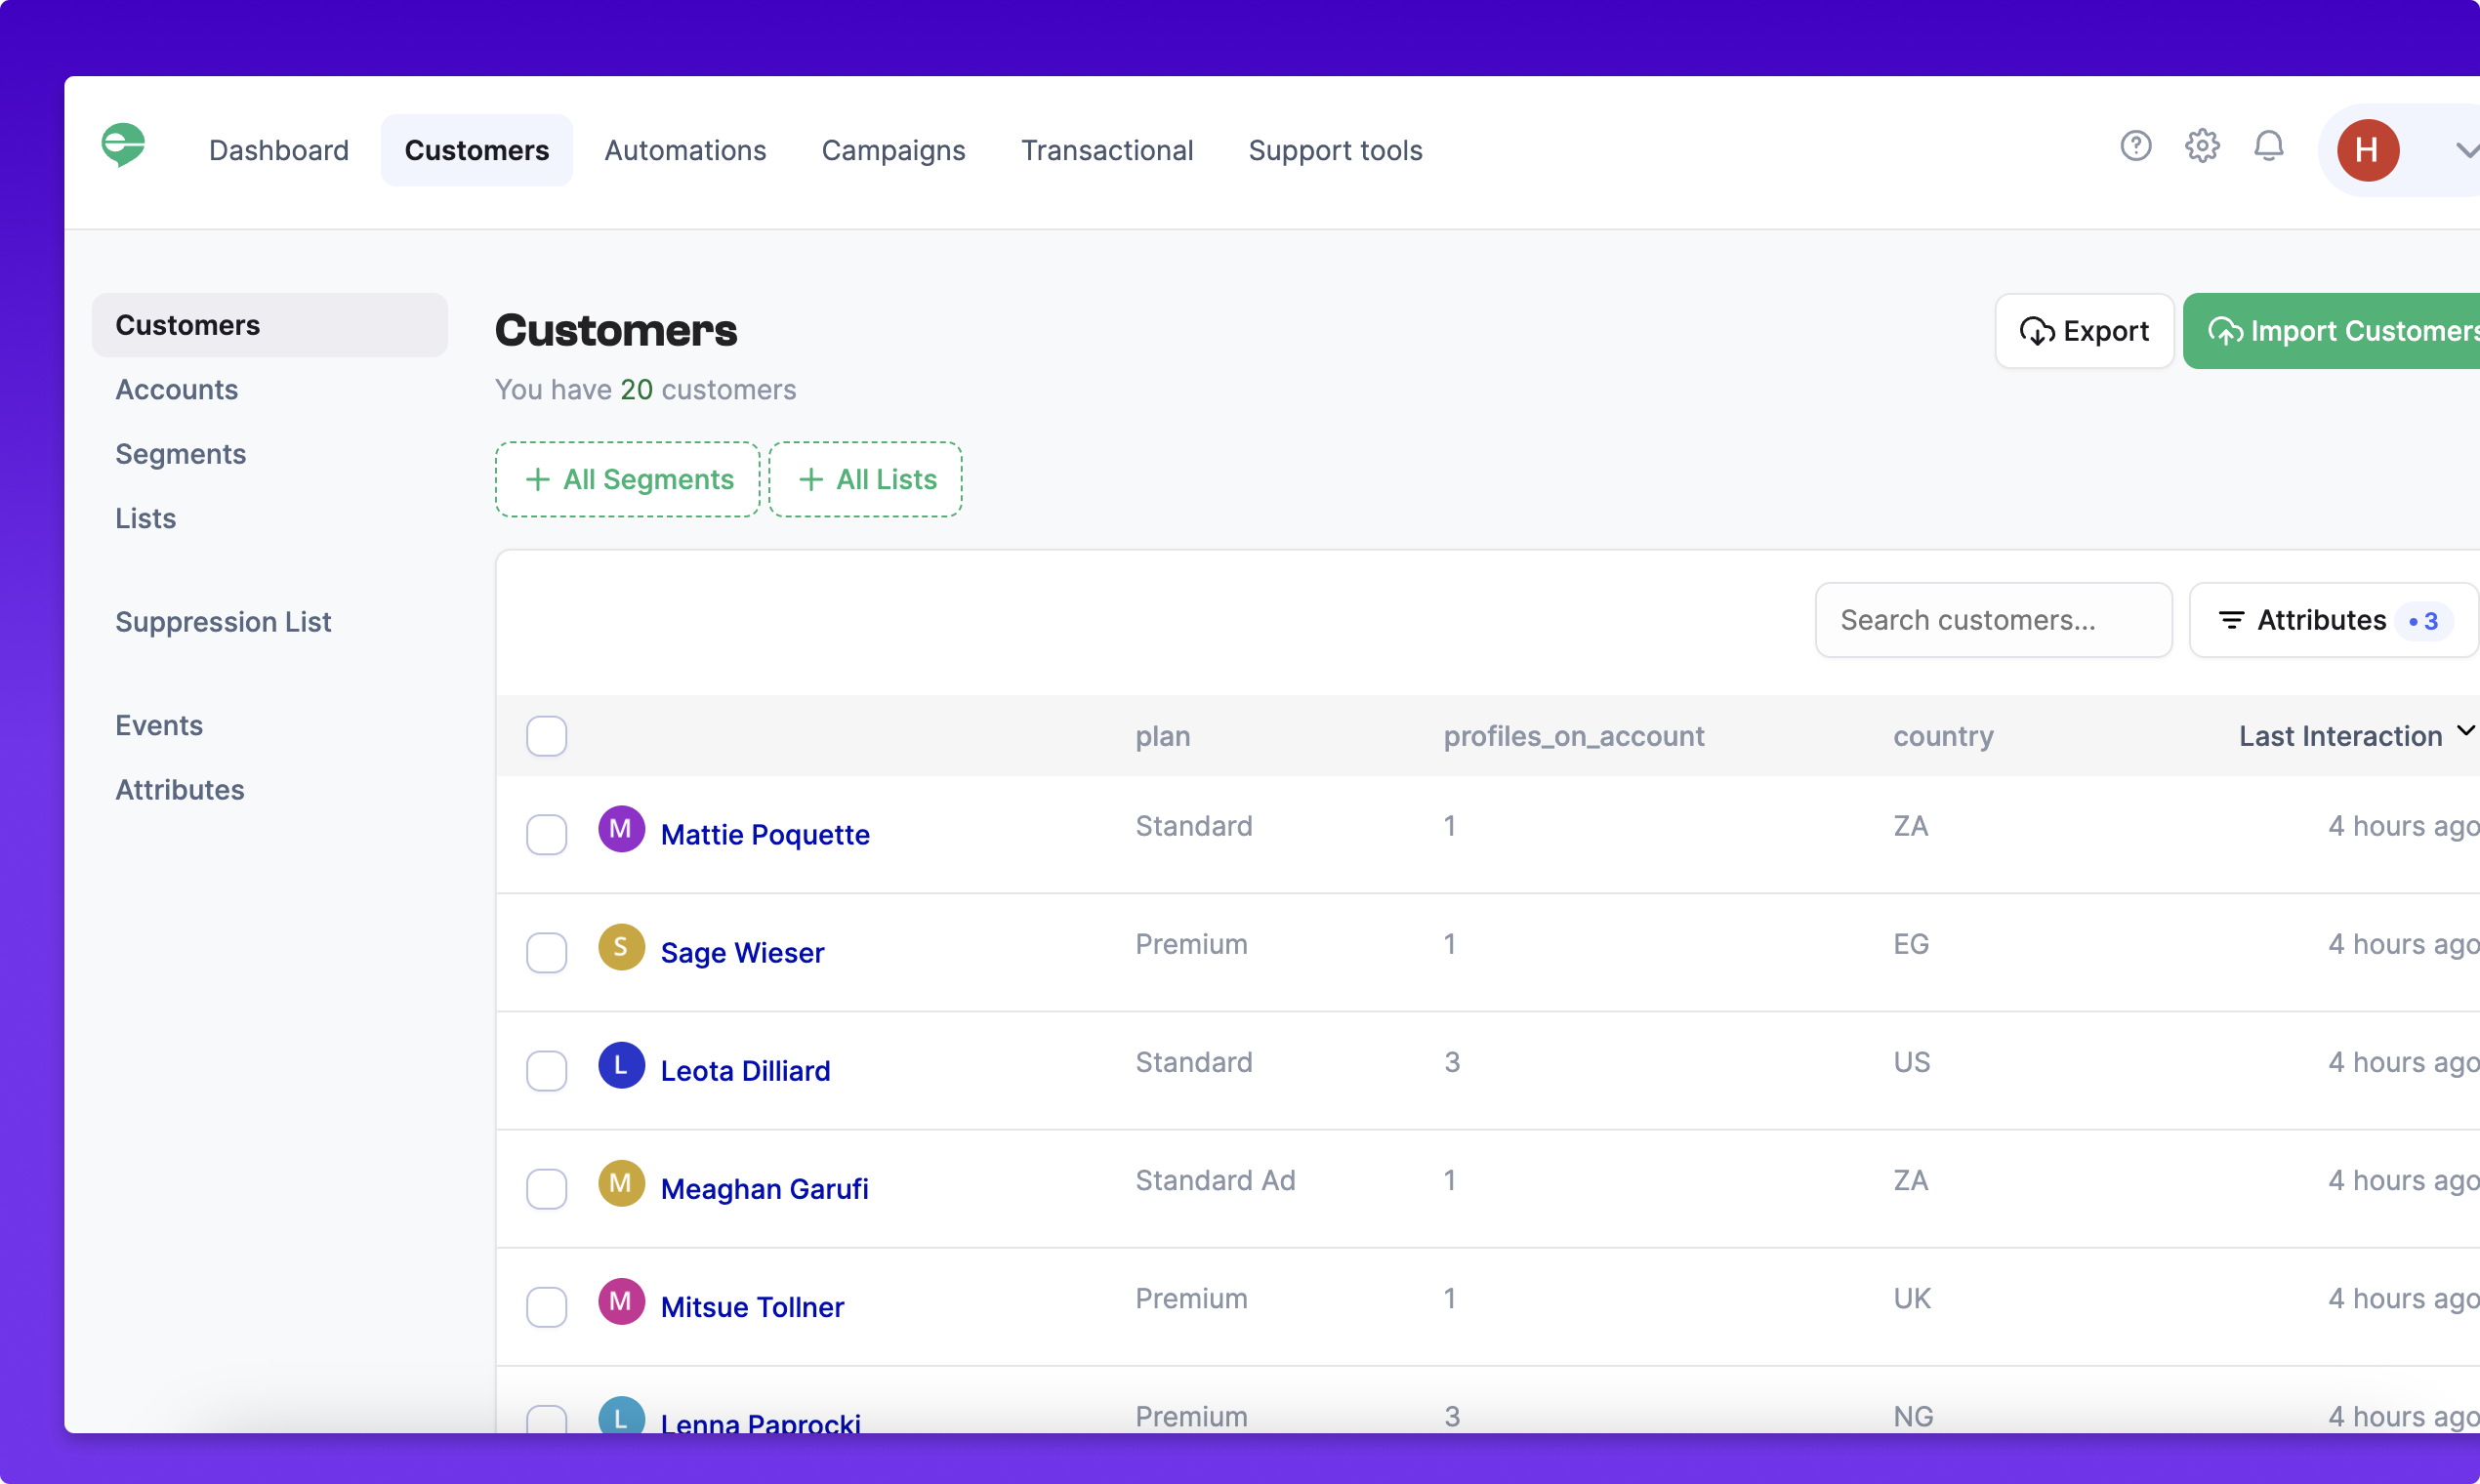 Dashboard Customers Automations Campaigns Transactional Support tools H
Customers
Accounts
Segments
Lists
Suppression List
Events
Attributes
Customers
You have 20 customers
Export Import Customers
+ All Segments + All Lists
Search customers... Attributes • 3
plan profiles_on_account country Last Interaction
M Mattie Poquette Standard 1 ZA 4 hours ago
S Sage Wieser Premium 1 EG 4 hours ago
L Leota Dilliard Standard 3 US 4 hours ago
M Meaghan Garufi Standard Ad 1 ZA 4 hours ago
M Mitsue Tollner Premium 1 UK 4 hours ago
L Lenna Paprocki Premium 3 NG 4 hours ago